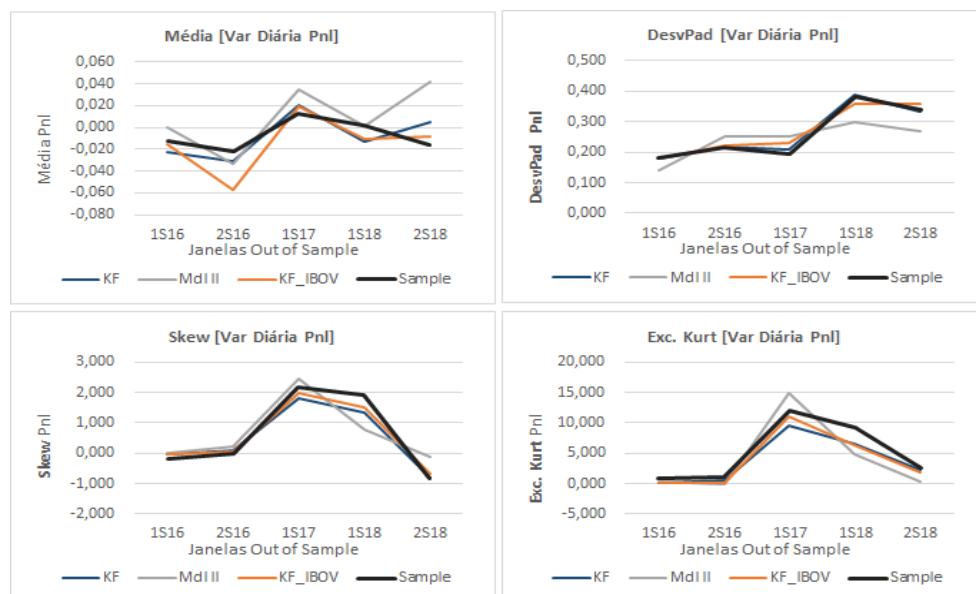 Média [Var Diária Pnl]
Média Pnl
0,060
0,040
0,020
0,000
-0,020
-0,040
-0,060
-0,080
1S16 2S16 1S17 1S18 2S18
Janelas Out of Sample
KF Mdl II KF_IBOV Sample
DesvPad [Var Diária Pnl]
DesvPad Pnl
0,500
0,400
0,300
0,200
0,100
0,000
1S16 2S16 1S17 1S18 2S18
Janelas Out of Sample
KF Mdl II KF_IBOV Sample
Skew [Var Diária Pnl]
Skew Pnl
3,000
2,000
1,000
0,000
-1,000
-2,000
1S16 2S16 1S17 1S18 2S18
Janelas Out of Sample
KF Mdl II KF_IBOV Sample
Exc. Kurt [Var Diária Pnl]
Exc. Kurt Pnl
20,000
15,000
10,000
5,000
0,000
-5,000
1S16 2S16 1S17 1S18 2S18
Janelas Out of Sample
KF Mdl II KF_IBOV Sample